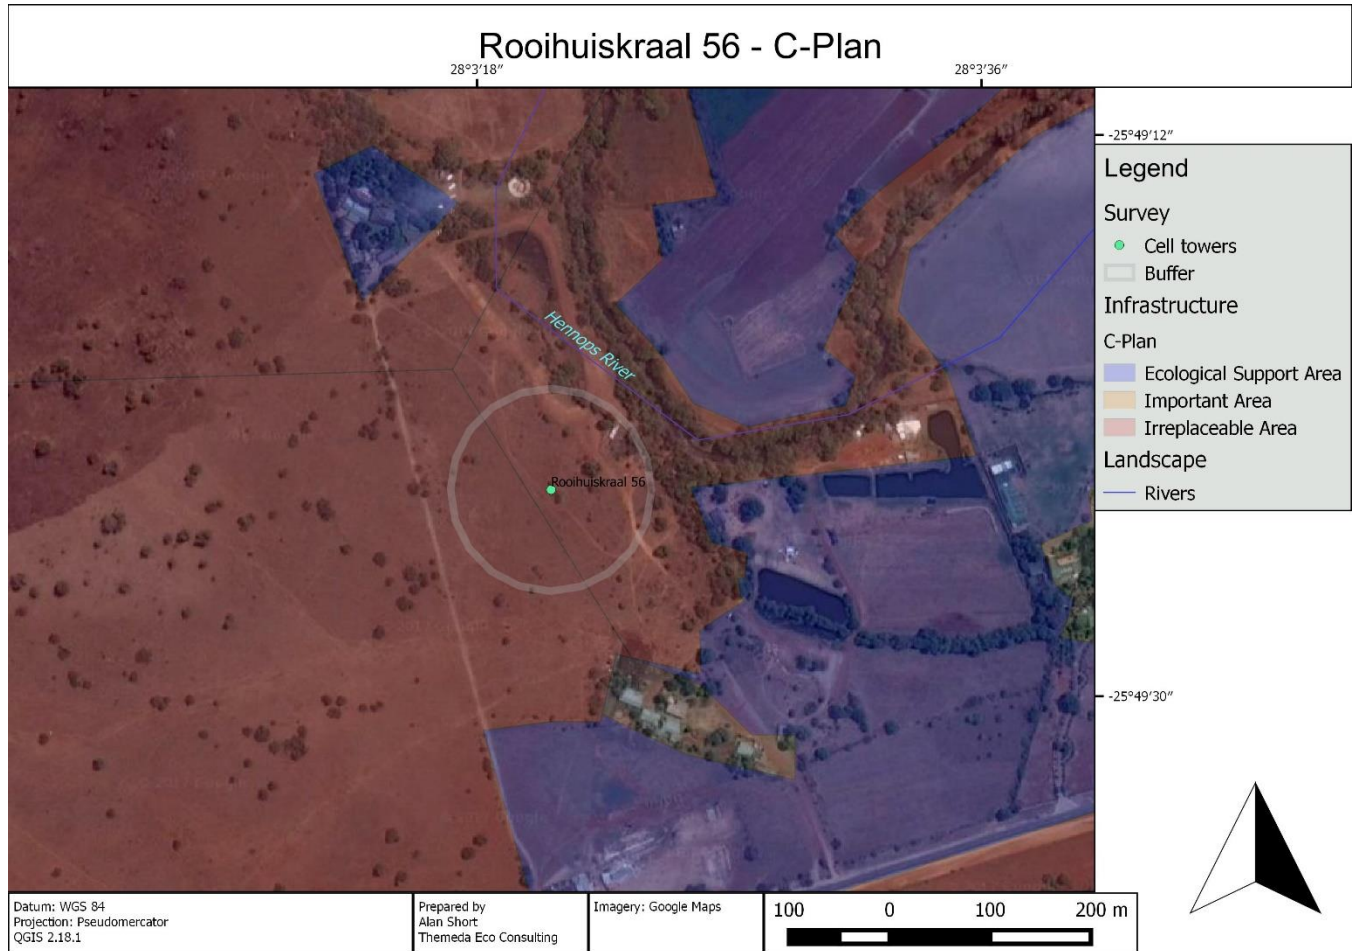 Rooihuiskraal 56 - C-Plan
28°3′18″
28°3′36″
-25°49′12″
Legend
Survey
Cell towers
Buffer
Infrastructure
C-Plan
Ecological Support Area
Important Area
Irreplaceable Area
Landscape
Rivers
Hennops River
Rooihuiskraal 56
-25°49′30″
Datum: WGS 84
Projection: Pseudomercator
QGIS 2.18.1
Prepared by
Alan Short
Themeda Eco Consulting
Imagery: Google Maps
100 0 100 200 m